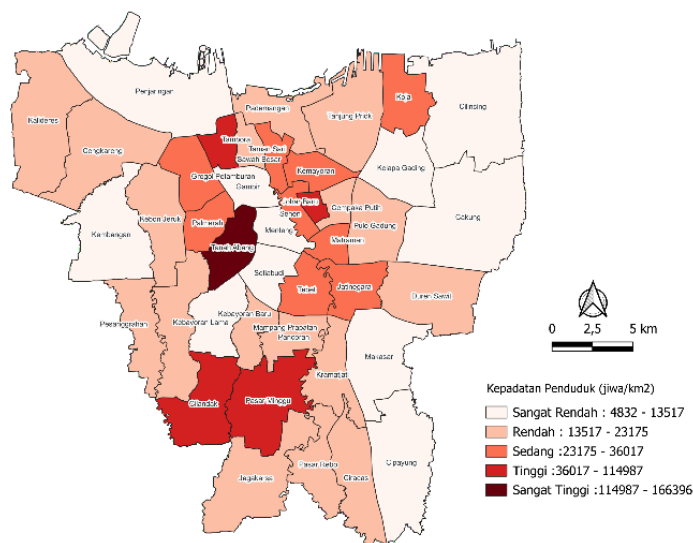 Penjaringan
Kalideres
Cengkareng
Pademangan
Tanjung Priok
Koja
Cilincing
Tambora
Taman Sari
Sawah Besar
Kemayoran
Kelapa Gading
Grogol Petamburan
Gambir
Johar Baru
Cempaka Putih
Senen
Pulo Gadung
Cakung
Kembangan
Kebon Jeruk
Palmerah
Menteng
Matraman
Tanah Abang
Setiabudi
Tebet
Jatinegara
Duren Sawit
Pesanggrahan
Kebayoran Lama
Kebayoran Baru
Mampang Prapatan
Pancoran
Makasar
Kramatjati
Cilandak
Pasar Minggu
Jagakarsa
Pasar Rebo
Ciracas
Cipayung
0 2,5 5 km
Kepadatan Penduduk (jiwa/km2)
Sangat Rendah : 4832 - 13517
Rendah : 13517 - 23175
Sedang :23175 - 36017
Tinggi :36017 - 114987
Sangat Tinggi :114987 - 166396